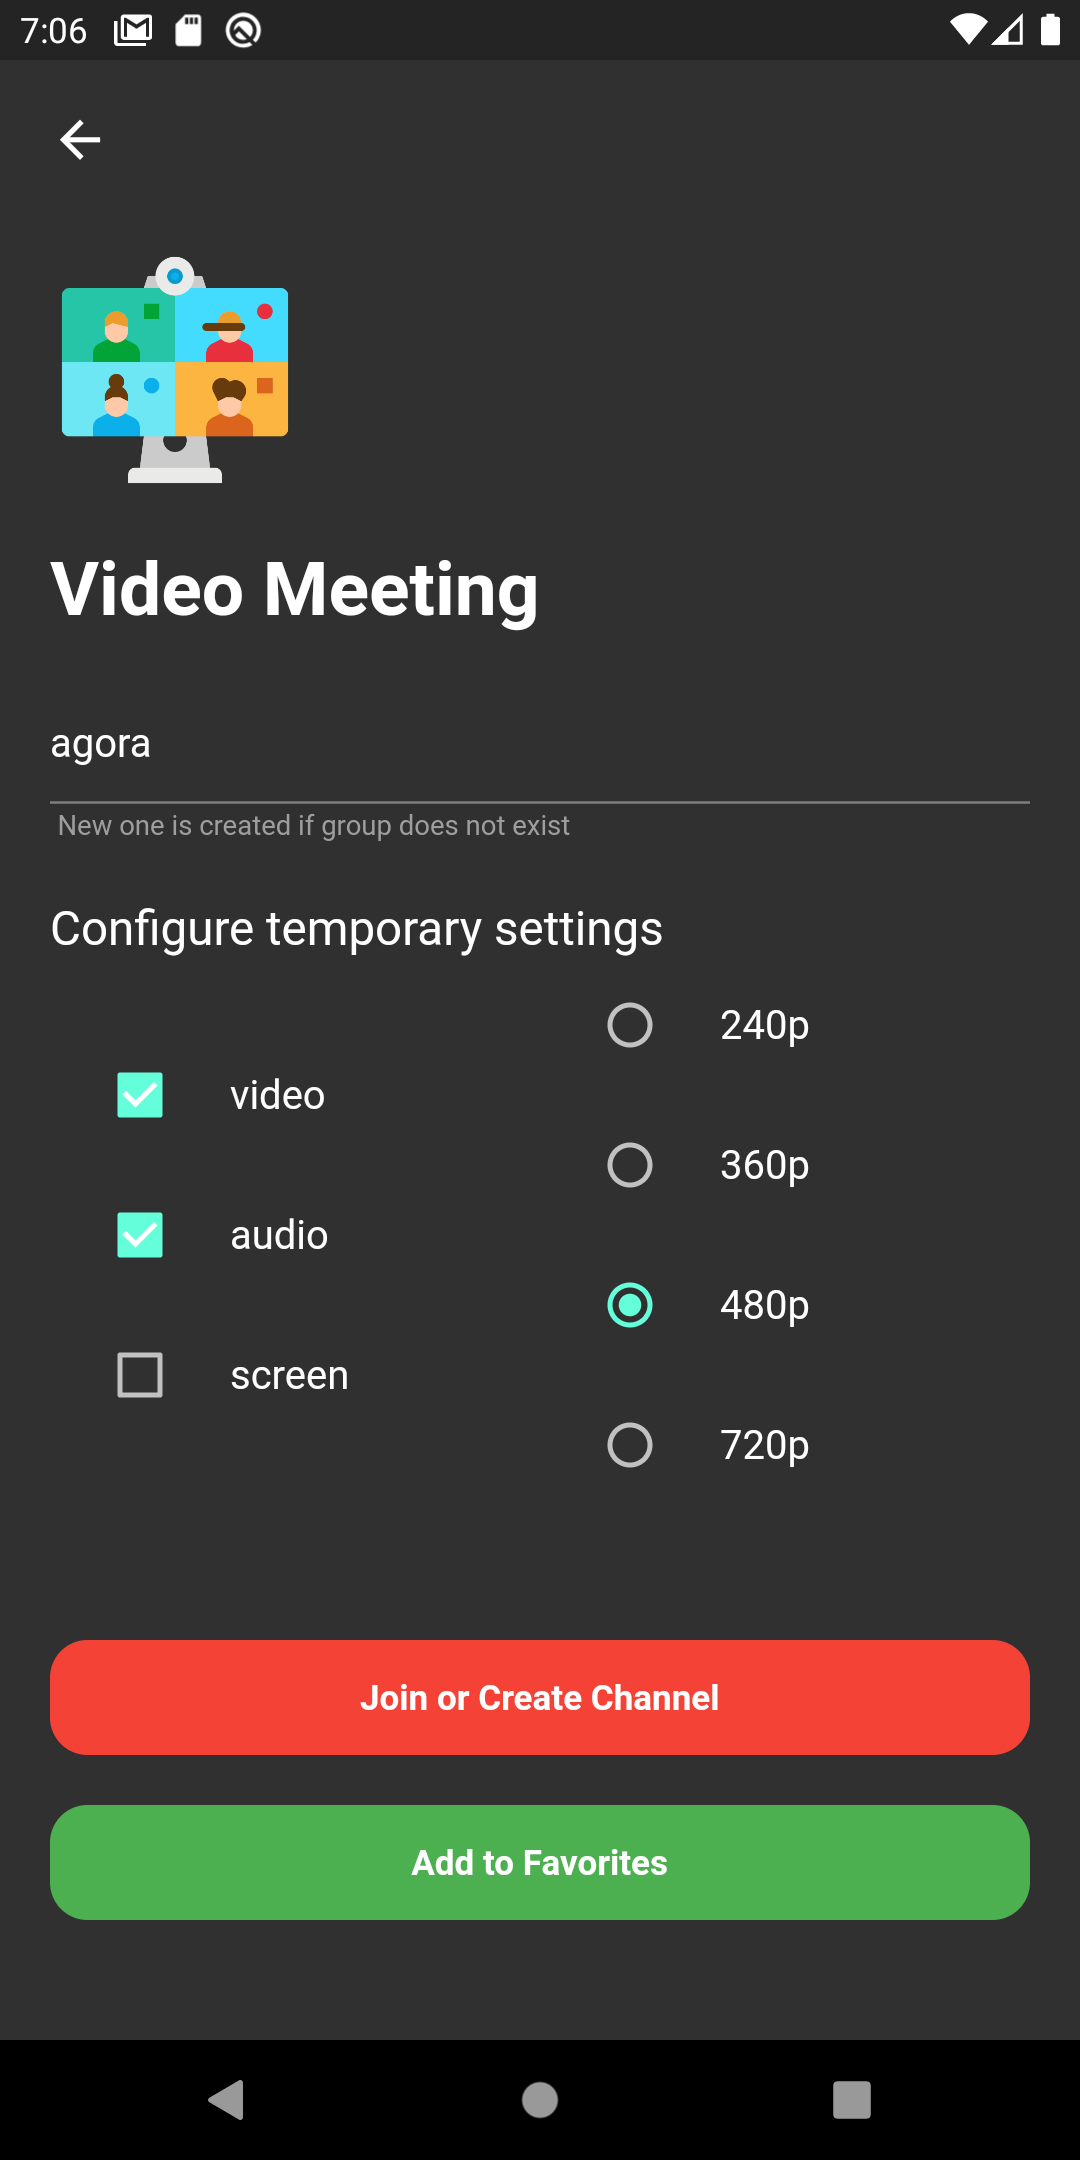 7:06
Video Meeting
agora
New one is created if group does not exist
Configure temporary settings
video
audio
screen
240p
360p
480p
720p
Join or Create Channel
Add to Favorites